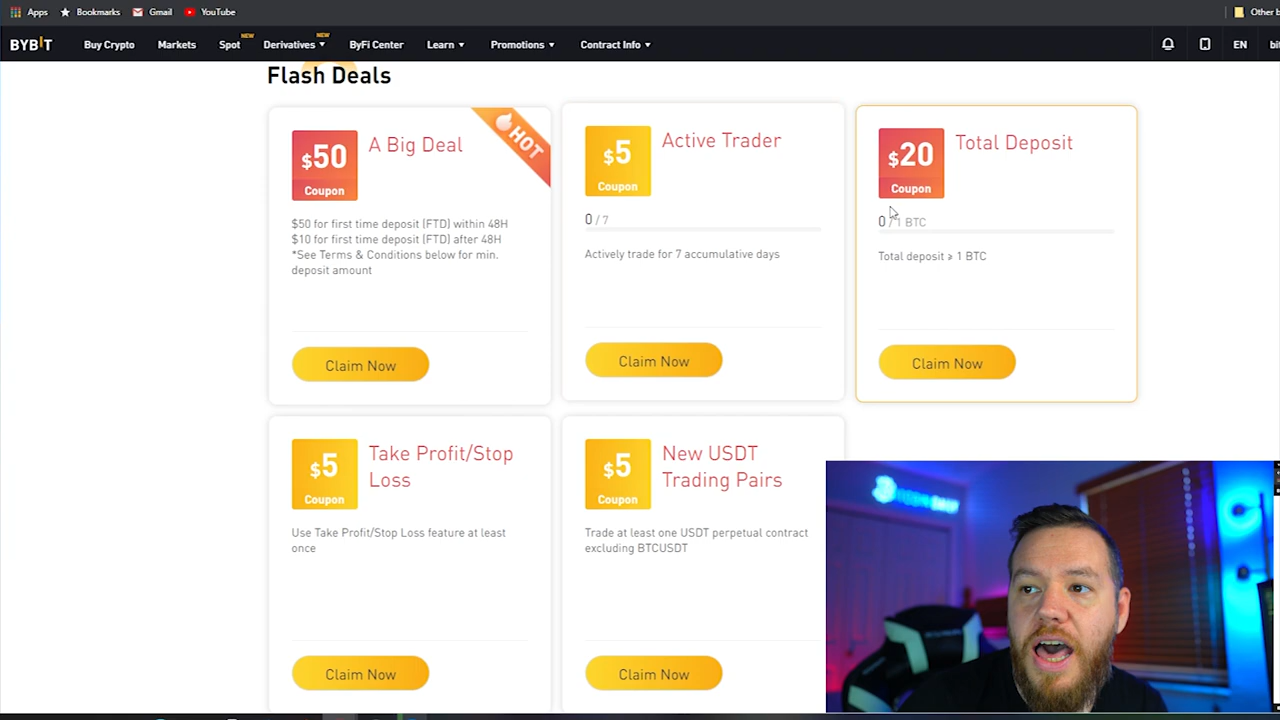 Apps
Bookmarks
Gmail
YouTube
Other b
BYBIT
Buy Crypto
Markets
Spot
NEW
Derivatives
NEW
ByFi Center
Learn
Promotions
Contract Info
EN
bit
Flash Deals
$50
Coupon
A Big Deal
HOT
$50 for first time deposit (FTD) within 48H
$10 for first time deposit (FTD) after 48H
*See Terms & Conditions below for min.
deposit amount
Claim Now
$5
Coupon
Active Trader
0 / 7
Actively trade for 7 accumulative days
Claim Now
$20
Coupon
Total Deposit
0 / 1 BTC
Total deposit ≥ 1 BTC
Claim Now
$5
Coupon
Take Profit/Stop
Loss
Use Take Profit/Stop Loss feature at least
once
Claim Now
$5
Coupon
New USDT
Trading Pairs
Trade at least one USDT perpetual contract
excluding BTCUSDT
Claim Now